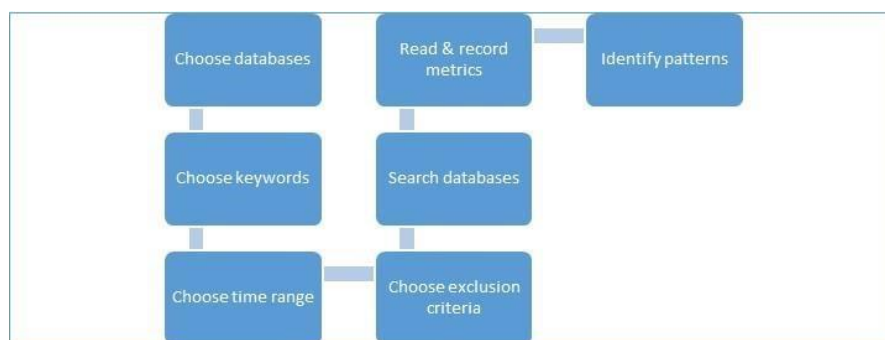 Choose databases
Choose keywords
Choose time range
Choose exclusion
criteria
Search databases
Read & record
metrics
Identify patterns